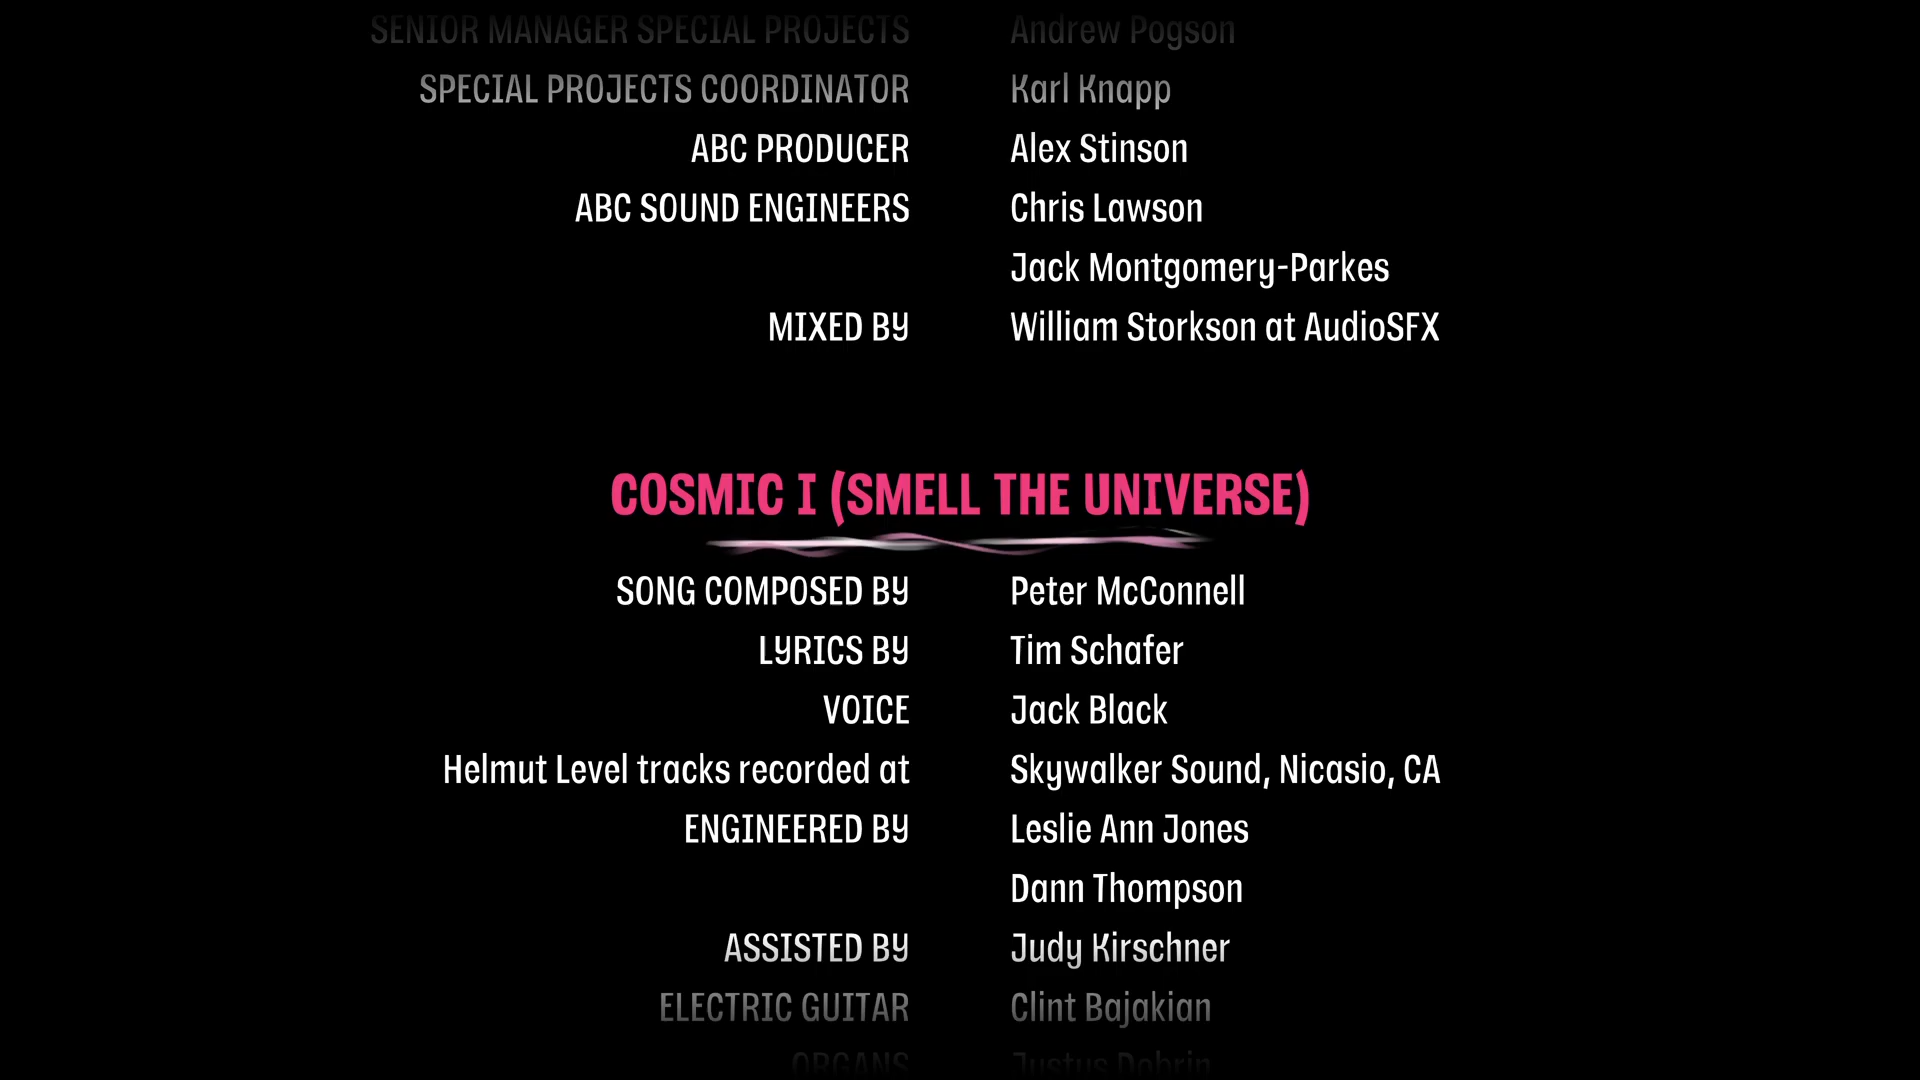 SENIOR MANAGER SPECIAL PROJECTS Andrew Pogson
SPECIAL PROJECTS COORDINATOR Karl Knapp
ABC PRODUCER Alex Stinson
ABC SOUND ENGINEERS Chris Lawson
Jack Montgomery-Parkes
MIXED BY William Storkson at AudioSFX
COSMIC I (SMELL THE UNIVERSE)
SONG COMPOSED BY Peter McConnell
LYRICS BY Tim Schafer
VOICE Jack Black
Helmut Level tracks recorded at Skywalker Sound, Nicasio, CA
ENGINEERED BY Leslie Ann Jones
Dann Thompson
ASSISTED BY Judy Kirschner
ELECTRIC GUITAR Clint Bajakian
ORGANS Justus Dobrin